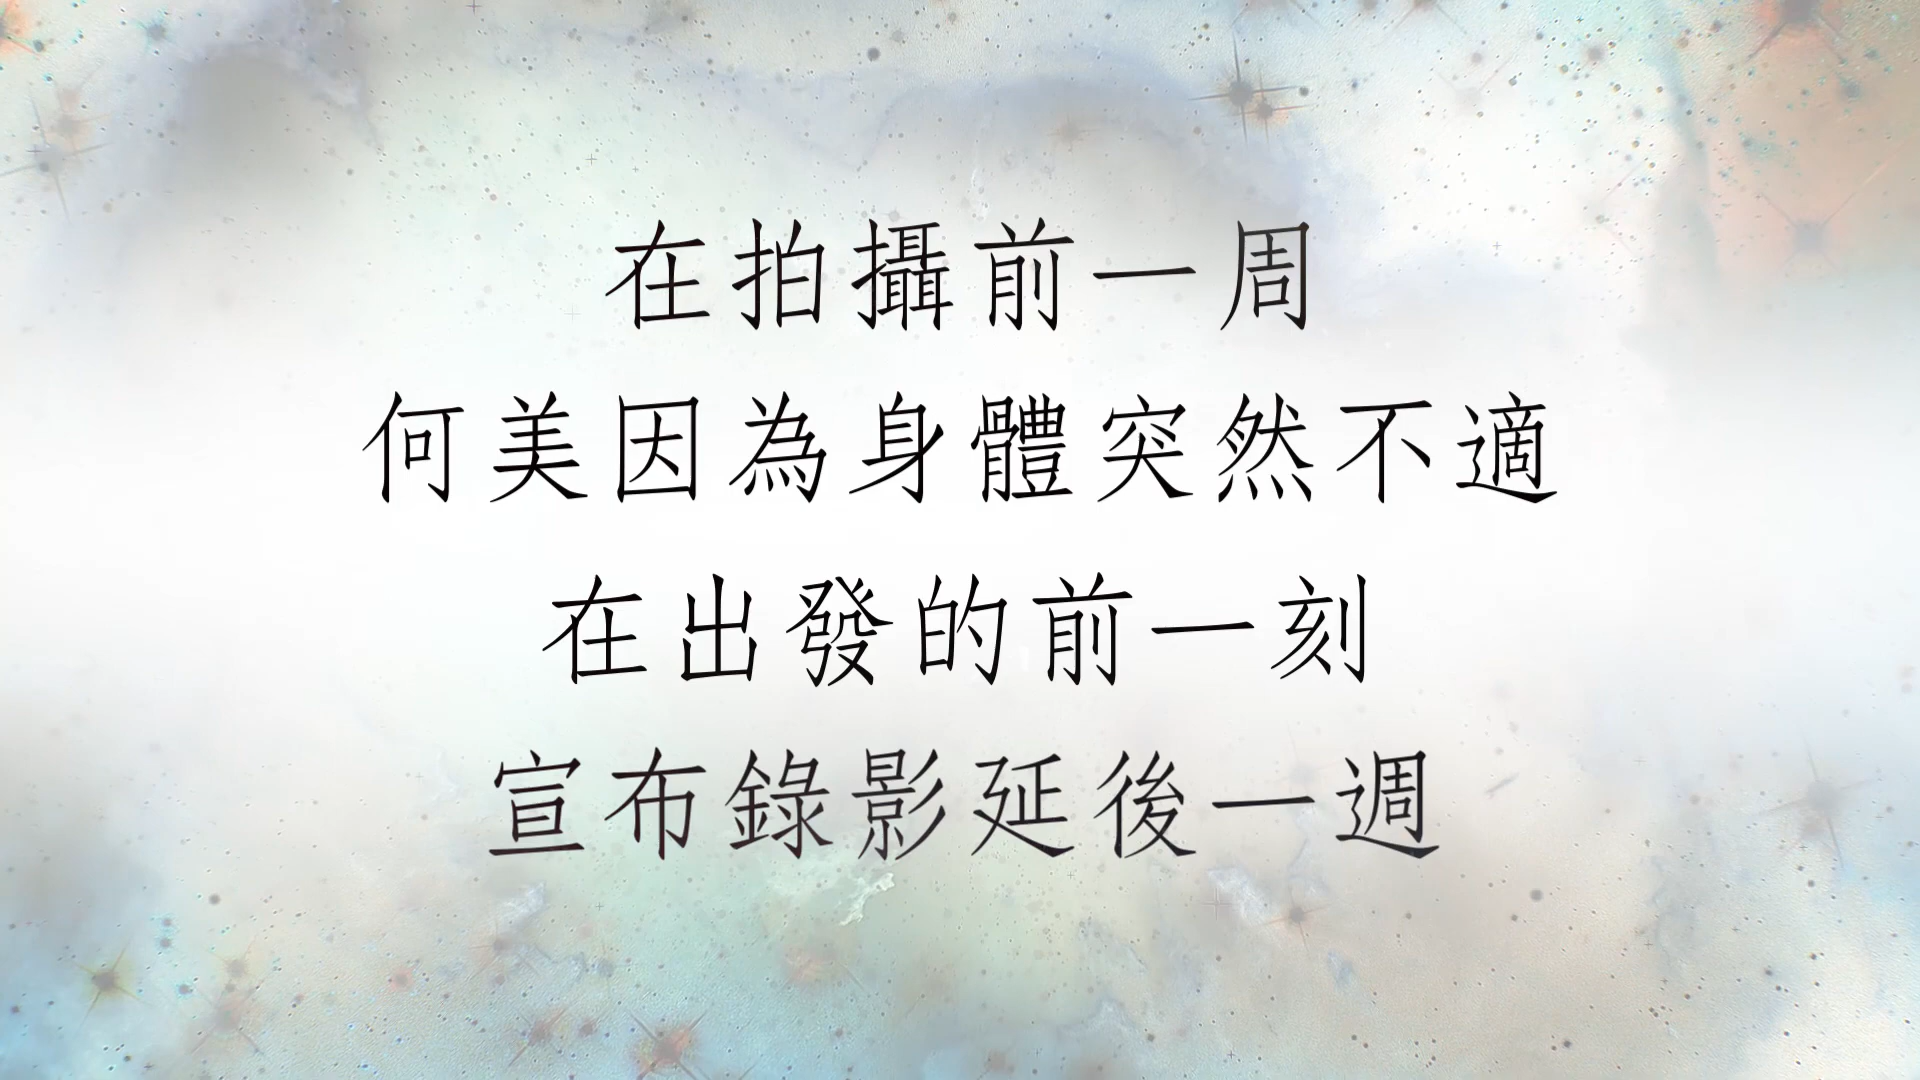 在拍攝前一周
何美因為身體突然不適
在出發的前一刻
宣布錄影延後一週